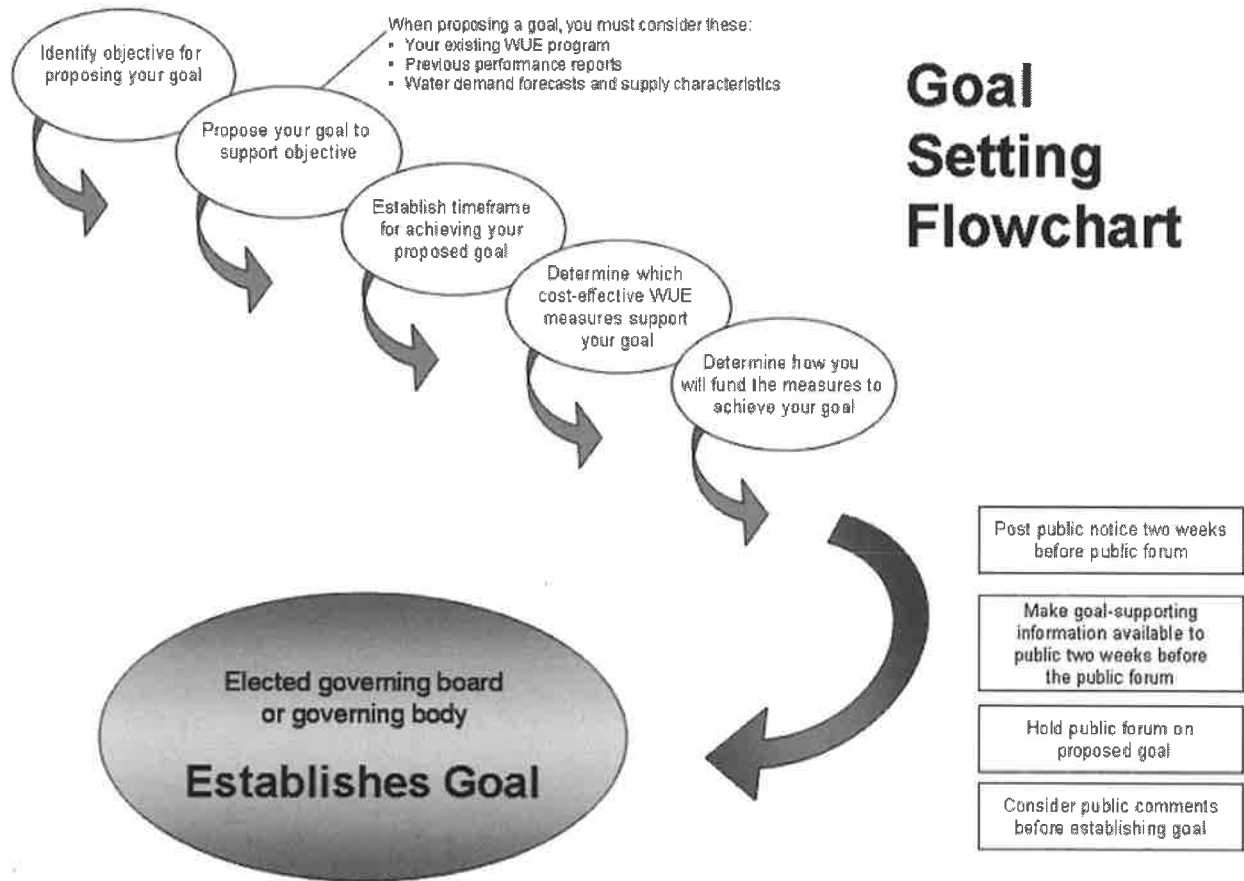 Goal
Setting
Flowchart
Identify objective for
proposing your goal
When proposing a goal, you must consider these:
▪ Your existing WUE program
▪ Previous performance reports
▪ Water demand forecasts and supply characteristics
Propose your goal to
support objective
Establish timeframe
for achieving your
proposed goal
Determine which
cost-effective WUE
measures support
your goal
Determine how you
will fund the measures to
achieve your goal
Post public notice two weeks
before public forum
Make goal-supporting
information available to
public two weeks before
the public forum
Hold public forum on
proposed goal
Consider public comments
before establishing goal
Elected governing board
or governing body
Establishes Goal